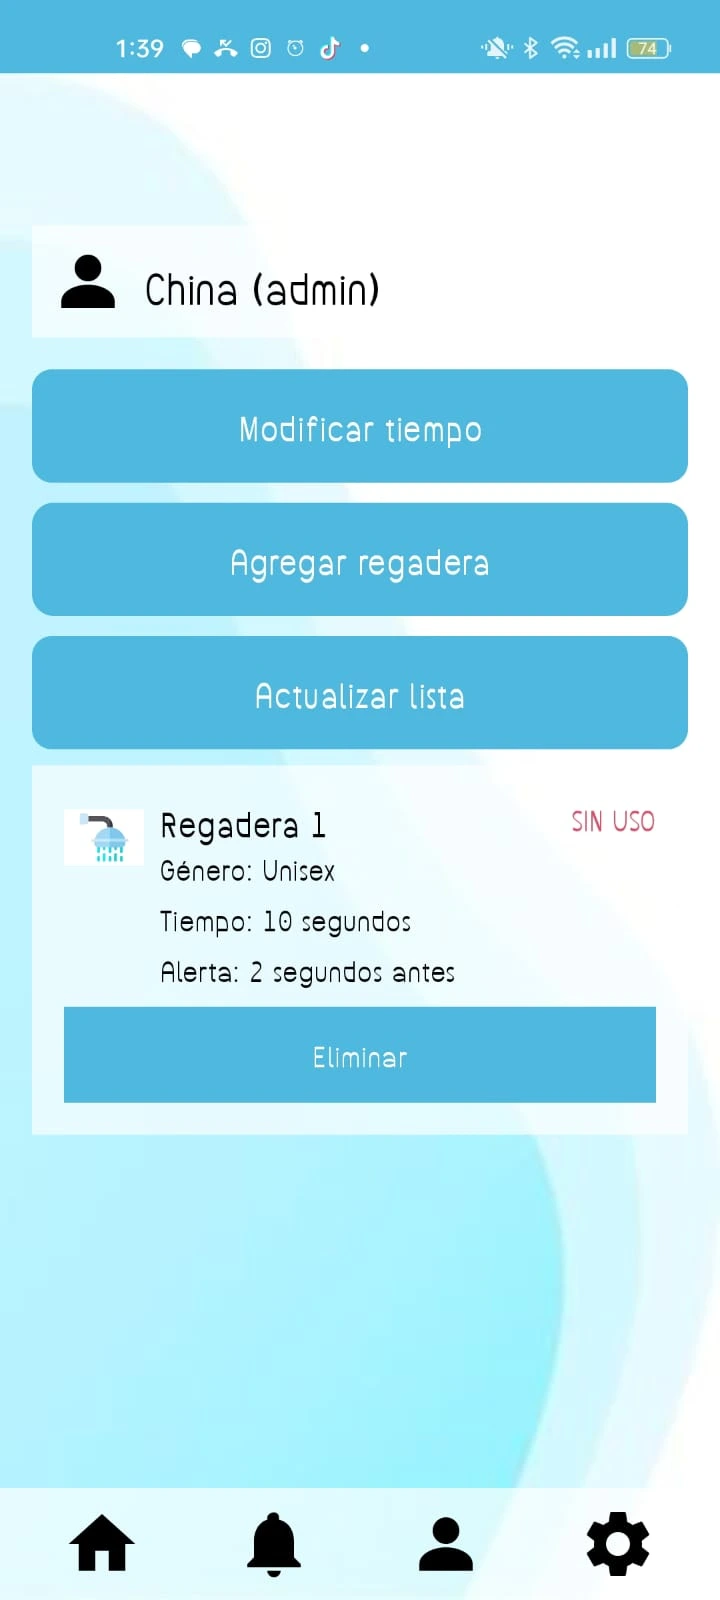 1:39
74
China (admin)
Modificar tiempo
Agregar regadera
Actualizar lista
Regadera 1
SIN USO
Género: Unisex
Tiempo: 10 segundos
Alerta: 2 segundos antes
Eliminar